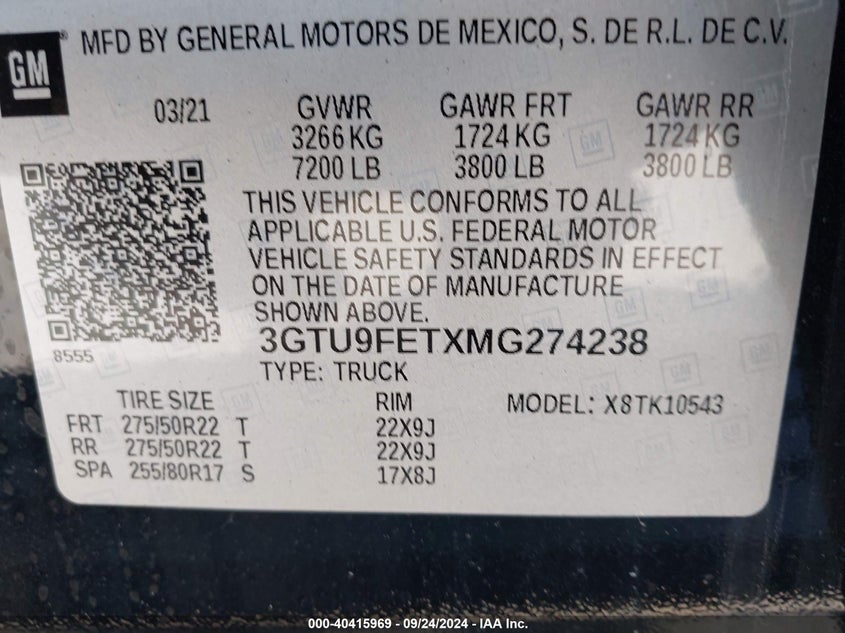 GM
MFD BY GENERAL MOTORS DE MEXICO, S. DE R.L. DE C.V.
03/21 GVWR GAWR FRT GAWR RR
3266 KG 1724 KG 1724 KG
7200 LB 3800 LB 3800 LB
THIS VEHICLE CONFORMS TO ALL
APPLICABLE U.S. FEDERAL MOTOR
VEHICLE SAFETY STANDARDS IN EFFECT
ON THE DATE OF MANUFACTURE
SHOWN ABOVE.
8555 3GTU9FETXMG274238
TYPE: TRUCK
TIRE SIZE RIM MODEL: X8TK10543
FRT 275/50R22 T 22X9J
RR 275/50R22 T 22X9J
SPA 255/80R17 S 17X8J
000-40415969 - 09/24/2024 - IAA Inc.